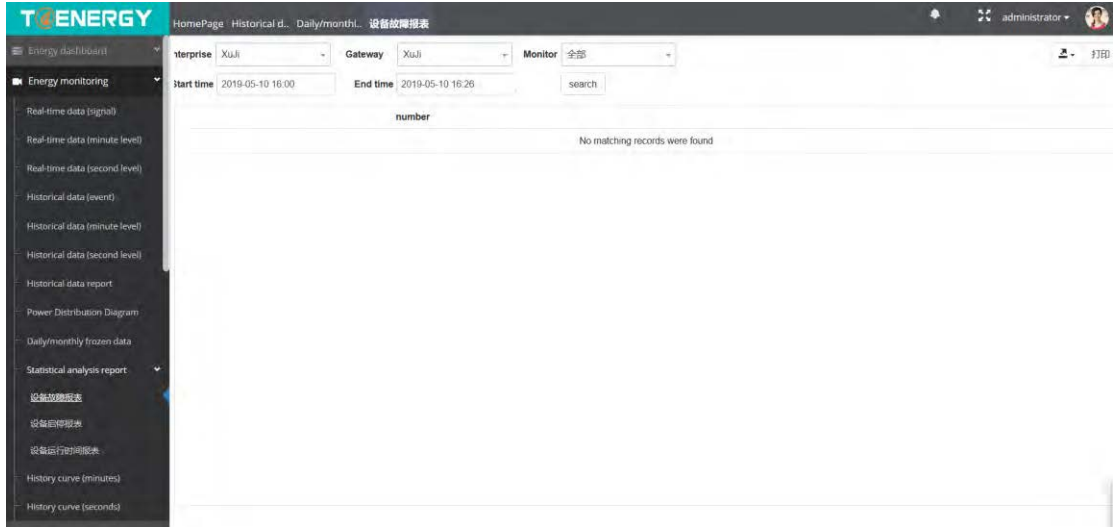 TOENERGY
HomePage Historical d.. Daily/monthl.. 设备故障报表
administrator
Energy dashboard
Energy monitoring
Real-time data (signal)
Real-time data (minute level)
Real-time data (second level)
Historical data (event)
Historical data (minute level)
Historical data (second level)
Historical data report
Power Distribution Diagram
Daily/monthly frozen data
Statistical analysis report
设备故障报表
设备启停报表
设备运行时间报表
History curve (minutes)
History curve (seconds)
nterprise XuJi Gateway XuJi Monitor 全部
打印
Start time 2019-05-10 16:00 End time 2019-05-10 16:26 search
number
No matching records were found